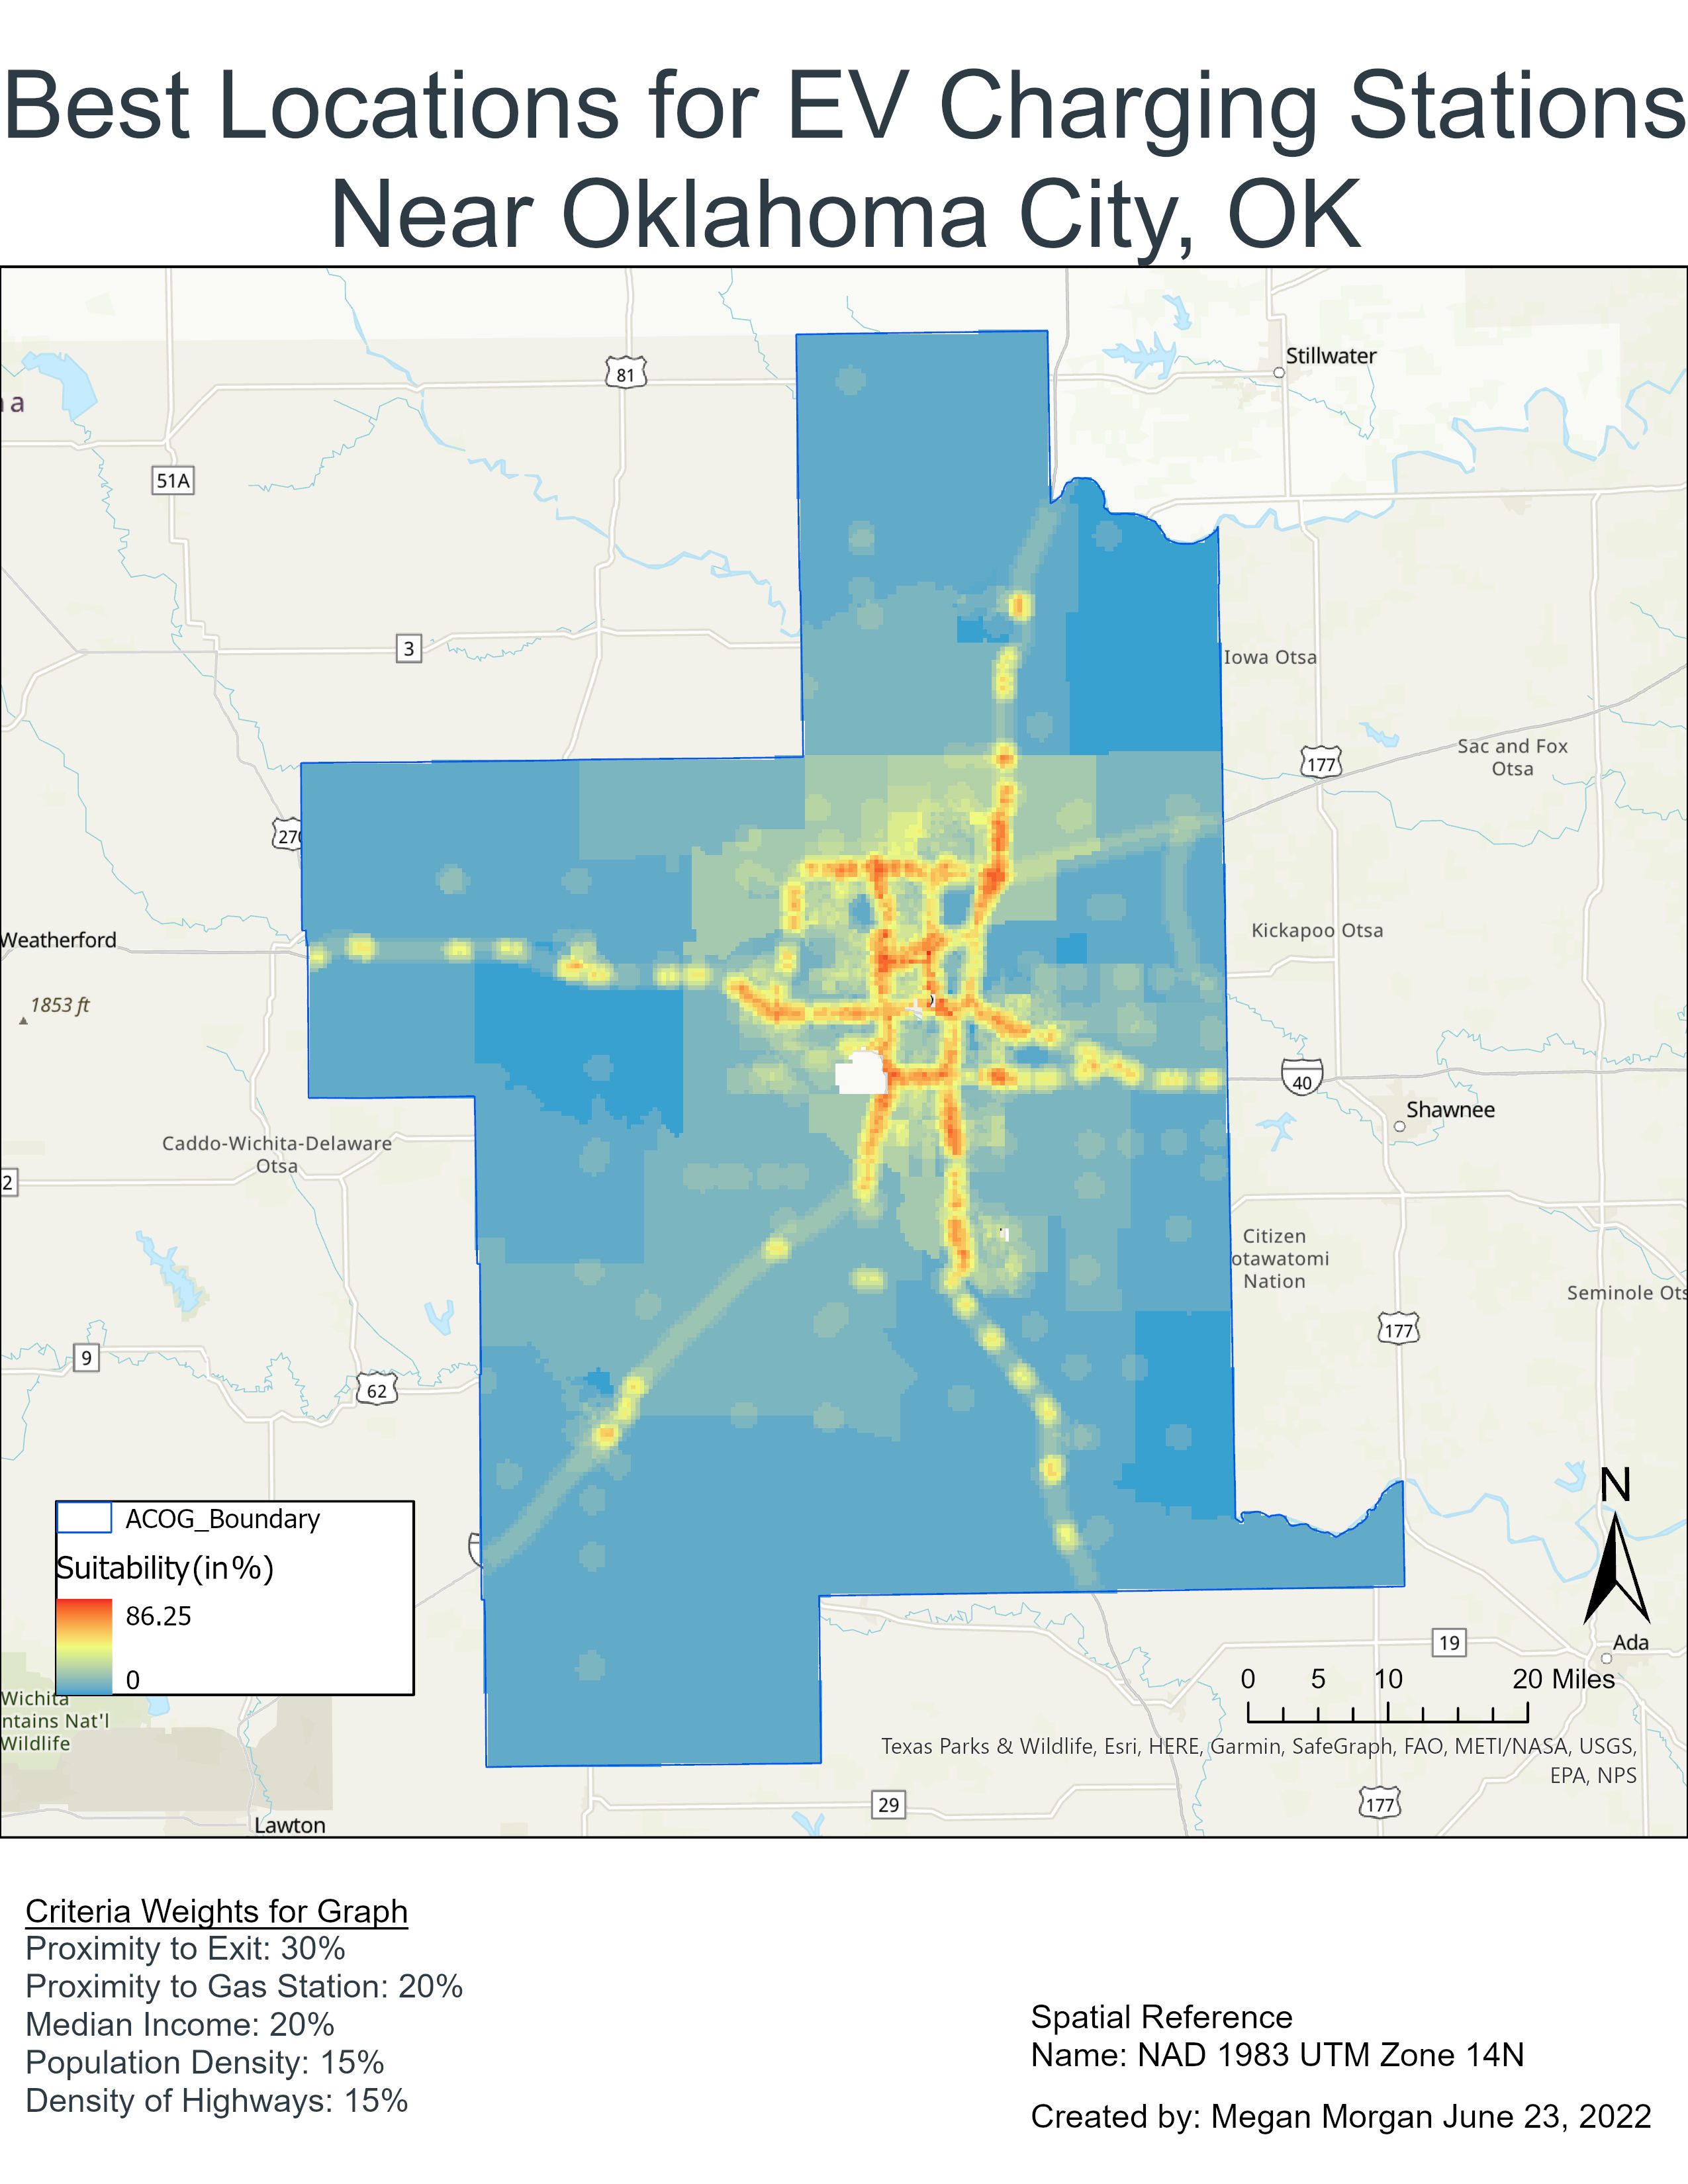 Best Locations for EV Charging Stations
Near Oklahoma City, OK
81
Stillwater
na
51A
3
Iowa Otsa
177
Sac and Fox
Otsa
270
Weatherford
Kickapoo Otsa
1853 ft
40
Shawnee
Caddo-Wichita-Delaware
Otsa
2
Citizen
otawatomi
Nation
Seminole Ots
177
9
62
N
ACOG_Boundary
Suitability(in%)
86.25
0
19
Ada
0 5 10 20 Miles
Wichita
ntains Nat'l
Wildlife
Texas Parks & Wildlife, Esri, HERE, Garmin, SafeGraph, FAO, METI/NASA, USGS,
EPA, NPS
29
177
Lawton
Criteria Weights for Graph
Proximity to Exit: 30%
Proximity to Gas Station: 20%
Median Income: 20%
Population Density: 15%
Density of Highways: 15%
Spatial Reference
Name: NAD 1983 UTM Zone 14N
Created by: Megan Morgan June 23, 2022